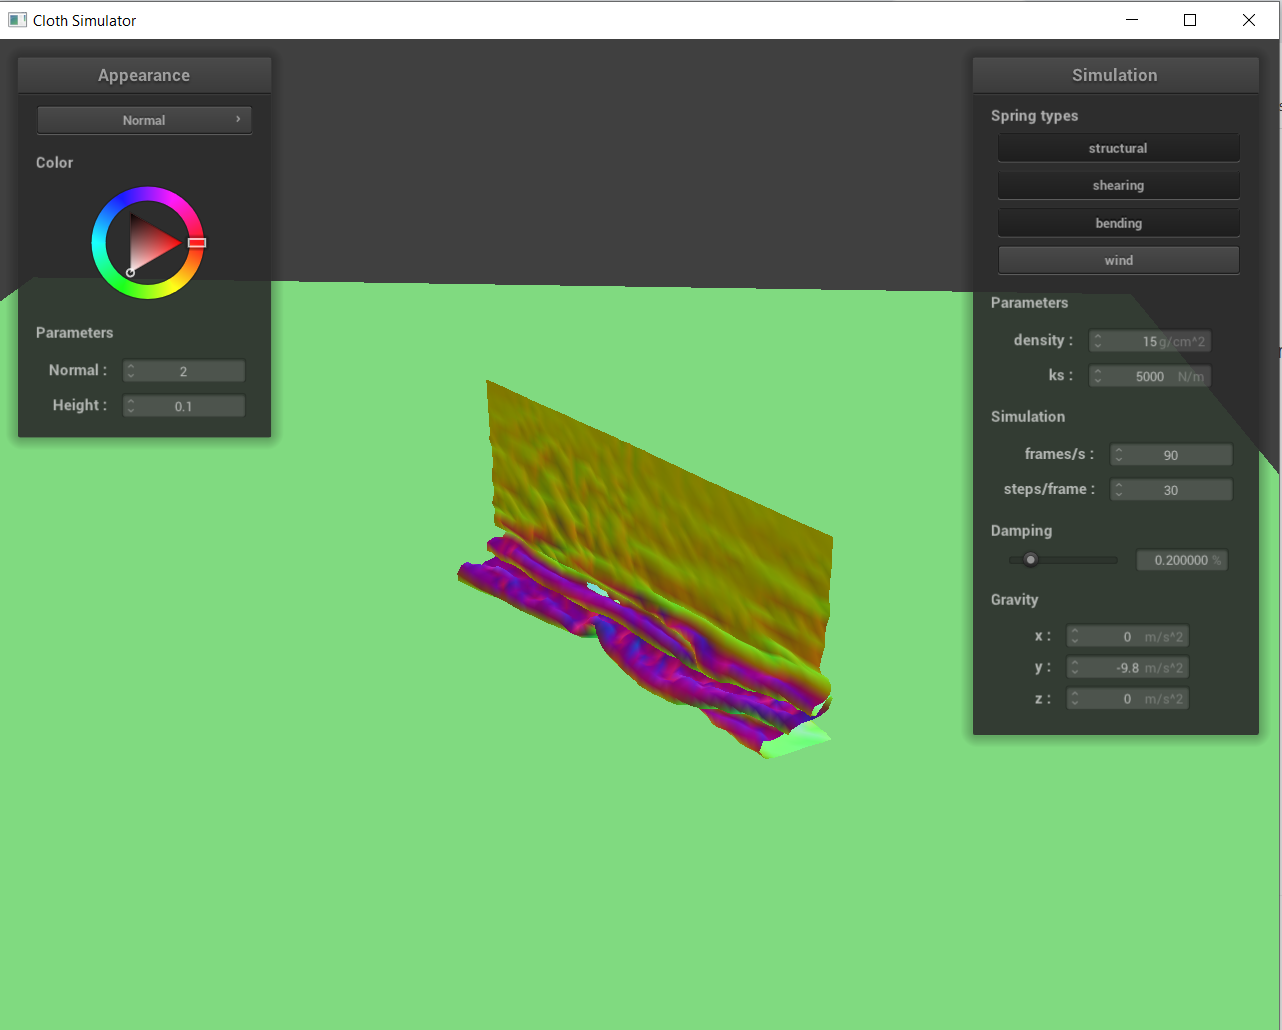 Cloth Simulator
Appearance
Normal
Color
Parameters
Normal :
2
Height :
0.1
Simulation
Spring types
structural
shearing
bending
wind
Parameters
density :
15 g/cm^2
ks :
5000 N/m
Simulation
frames/s :
90
steps/frame :
30
Damping
0.200000 %
Gravity
x :
0 m/s^2
y :
-9.8 m/s^2
z :
0 m/s^2